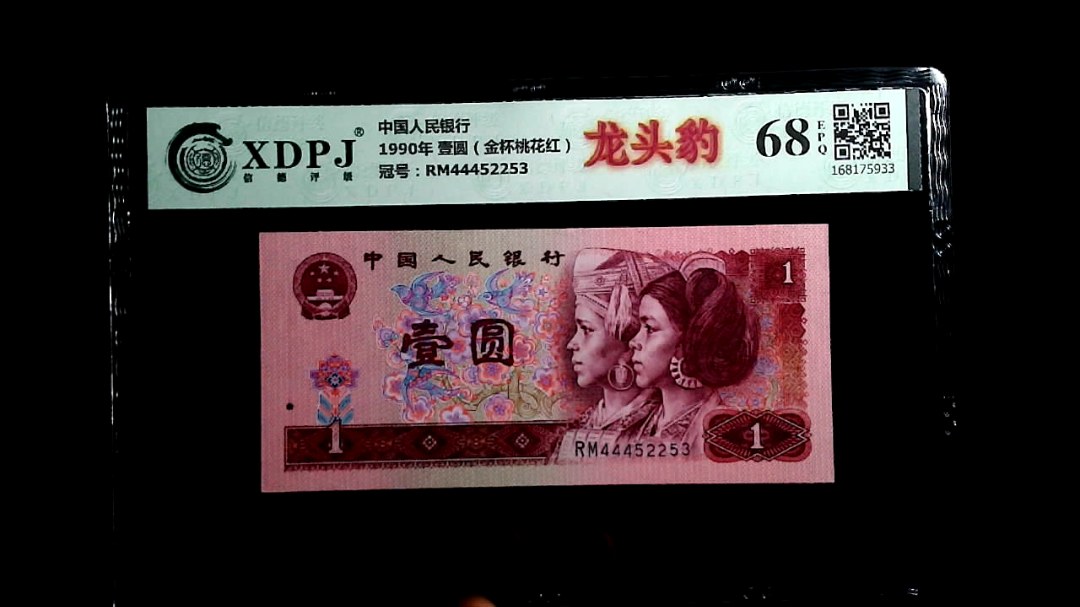 XDPJ®
信德评级
中国人民银行
1990年 壹圆（金杯桃花红）
冠号：RM44452253
龙头豹
68
EPQ
168175933
中国人民银行
1
壹圆
1
RM44452253
1